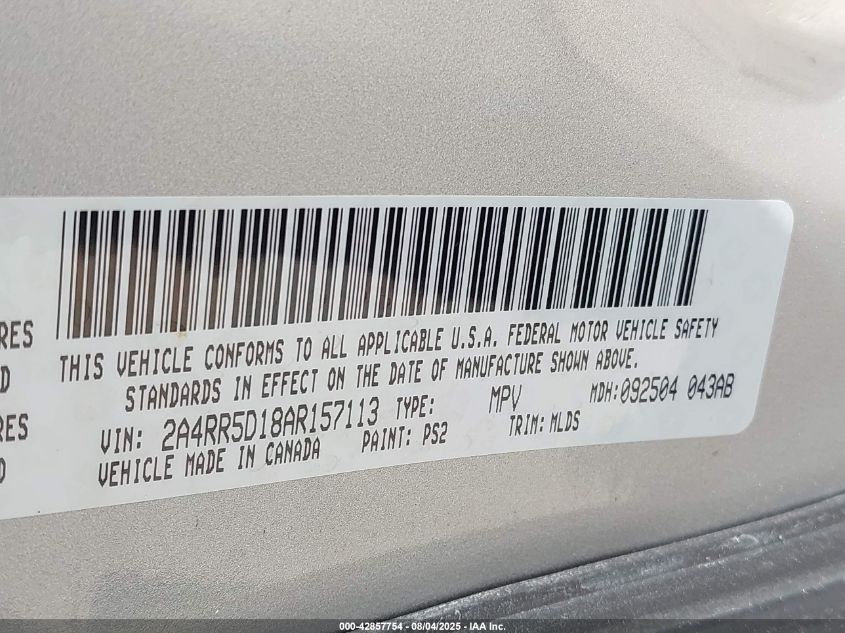 RES
D
RES
D
THIS VEHICLE CONFORMS TO ALL APPLICABLE U.S.A. FEDERAL MOTOR VEHICLE SAFETY
STANDARDS IN EFFECT ON THE DATE OF MANUFACTURE SHOWN ABOVE.
VIN: 2A4RR5D18AR157113 TYPE: MPV MDH:092504 043AB
VEHICLE MADE IN CANADA PAINT: PS2 TRIM: MLDS
000-42857754 - 08/04/2025 - IAA Inc.